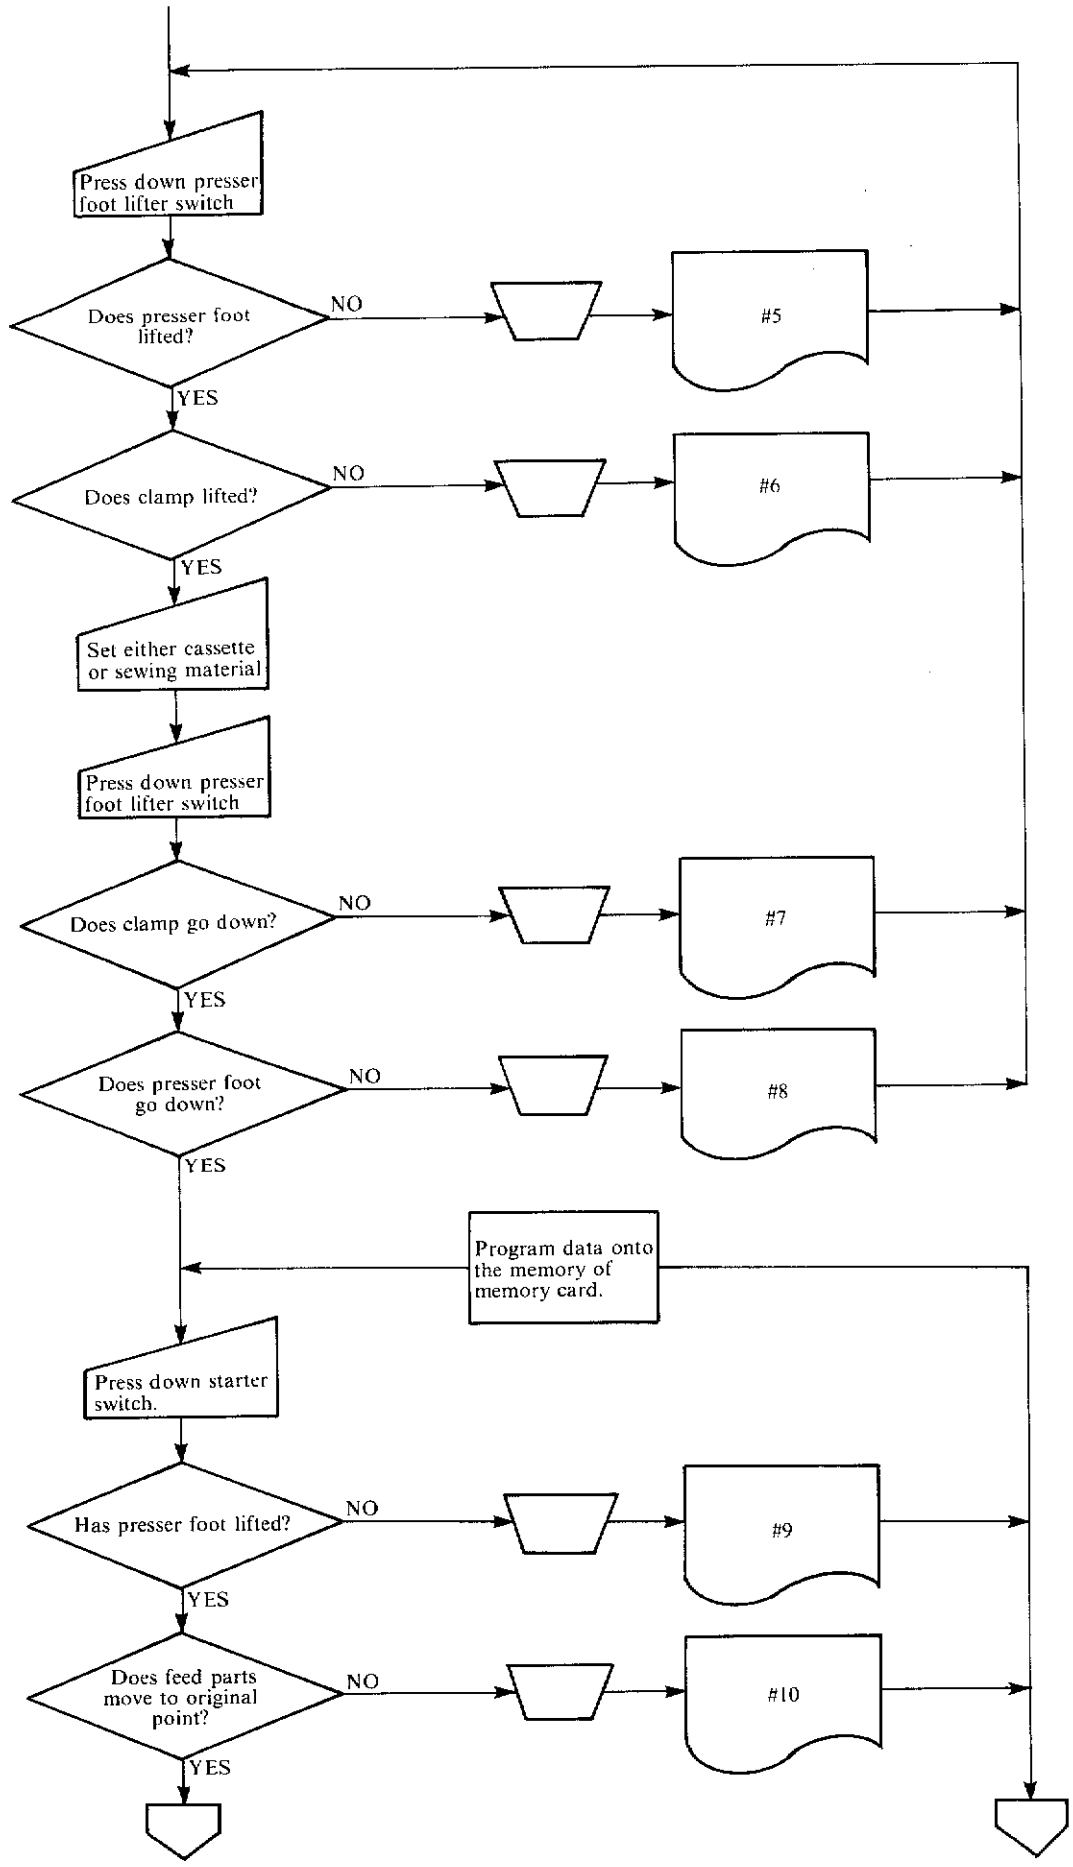 Press down presser
foot lifter switch
Does presser foot
lifted?
NO
#5
YES
Does clamp lifted?
NO
#6
YES
Set either cassette
or sewing material
Press down presser
foot lifter switch
Does clamp go down?
NO
#7
YES
Does presser foot
go down?
NO
#8
YES
Program data onto
the memory of
memory card.
Press down starter
switch.
Has presser foot lifted?
NO
#9
YES
Does feed parts
move to original
point?
NO
#10
YES